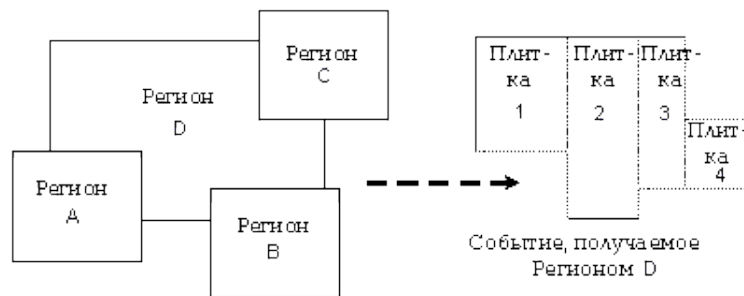 Регион
C
Регион
D
Регион
A
Регион
B
Плит-
ка
1
Плит-
ка
2
Плит-
ка
3
Плит-
ка
4
Событие, получаемое
Регионом D